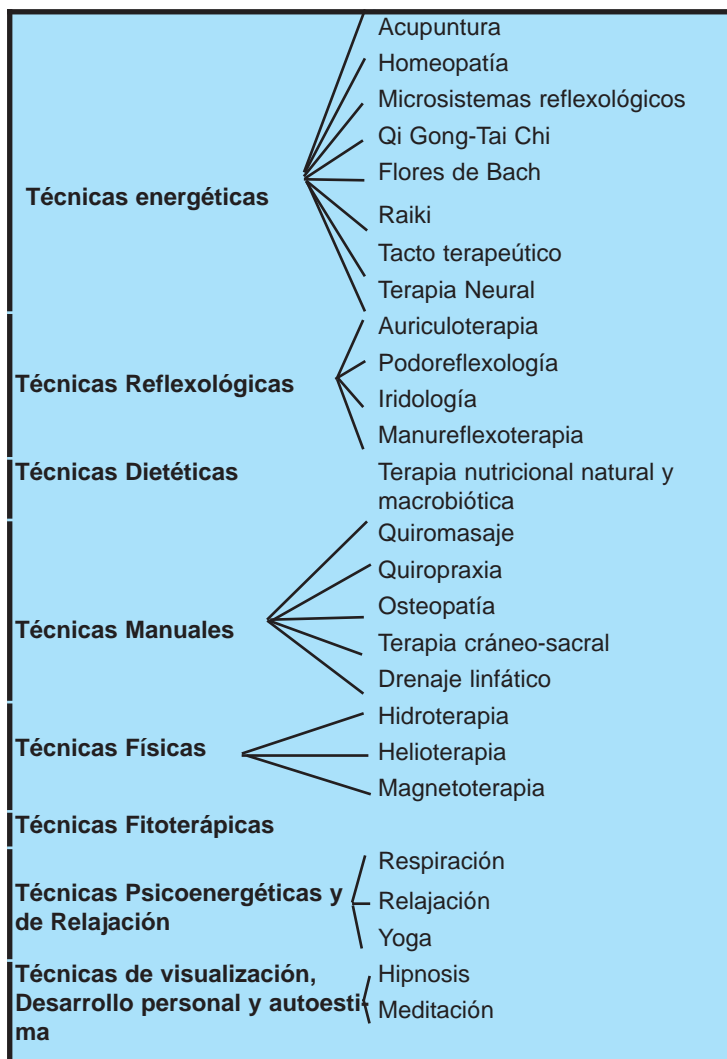 Técnicas energéticas
Acupuntura
Homeopatía
Microsistemas reflexológicos
Qi Gong-Tai Chi
Flores de Bach
Raiki
Tacto terapeútico
Terapia Neural
Técnicas Reflexológicas
Auriculoterapia
Podoreflexología
Iridología
Manureflexoterapia
Técnicas Dietéticas
Terapia nutricional natural y
macrobiótica
Técnicas Manuales
Quiromasaje
Quiropraxia
Osteopatía
Terapia cráneo-sacral
Drenaje linfático
Técnicas Físicas
Hidroterapia
Helioterapia
Magnetoterapia
Técnicas Fitoterápicas
Técnicas Psicoenergéticas y
de Relajación
Respiración
Relajación
Yoga
Técnicas de visualización,
Desarrollo personal y autoesti-
ma
Hipnosis
Meditación